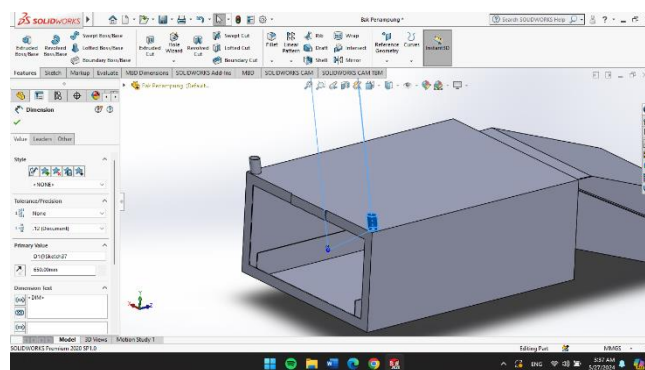 SOLIDWORKS
Bak Penampung *
Search SOLIDWORKS Help
Extruded Boss/Base
Revolved Boss/Base
Swept Boss/Base
Lofted Boss/Base
Boundary Boss/Base
Extruded Cut
Hole Wizard
Revolved Cut
Swept Cut
Lofted Cut
Boundary Cut
Fillet
Linear Pattern
Rib
Draft
Shell
Wrap
Intersect
Mirror
Reference Geometry
Curves
Instant3D
Features Sketch Markup Evaluate MBD Dimensions SOLIDWORKS Add-Ins MBD SOLIDWORKS CAM SOLIDWORKS CAM TBM
Bak Penampung (Default...
Dimension
Value Leaders Other
Style
<NONE>
Tolerance/Precision
None
.12 (Document)
Primary Value
D1@Sketch37
650.00mm
Dimension Text
<DIM>
Model 3D Views Motion Study 1
SOLIDWORKS Premium 2020 SP1.0
Editing Part
MMGS
ENG
3:37 AM
5/27/2024